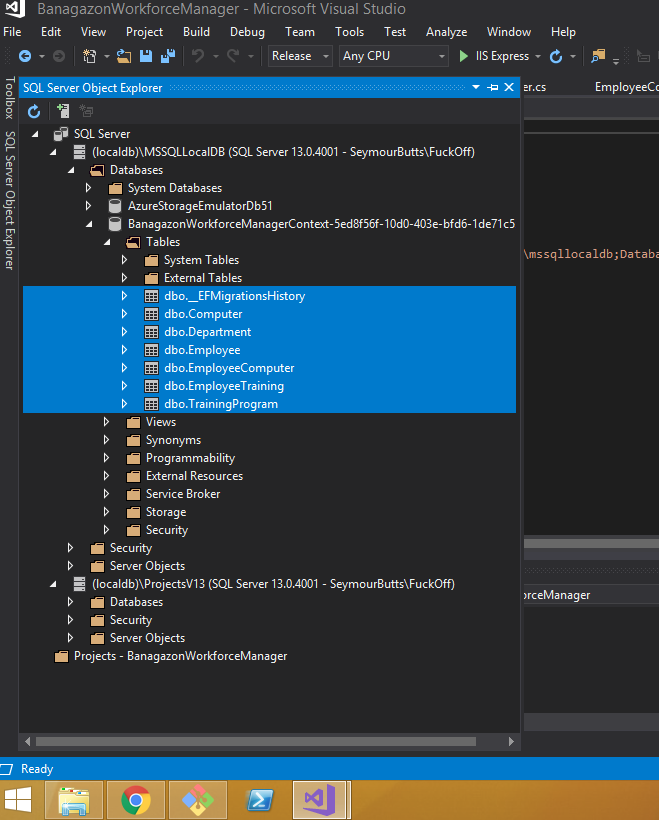 BanagazonWorkforceManager - Microsoft Visual Studio
File Edit View Project Build Debug Team Tools Test Analyze Window Help
Release Any CPU IIS Express
Toolbox
SQL Server Object Explorer
SQL Server Object Explorer
er.cs EmployeeCo
SQL Server
(localdb)\MSSQLLocalDB (SQL Server 13.0.4001 - SeymourButts\FuckOff)
Databases
System Databases
AzureStorageEmulatorDb51
BanagazonWorkforceManagerContext-5ed8f56f-10d0-403e-bfd6-1de71c5
Tables
System Tables
\mssqllocaldb;Databa
External Tables
dbo.__EFMigrationsHistory
dbo.Computer
dbo.Department
dbo.Employee
dbo.EmployeeComputer
dbo.EmployeeTraining
dbo.TrainingProgram
Views
Synonyms
Programmability
External Resources
Service Broker
Storage
Security
Security
Server Objects
(localdb)\ProjectsV13 (SQL Server 13.0.4001 - SeymourButts\FuckOff)
orceManager
Databases
Security
Server Objects
Projects - BanagazonWorkforceManager
Ready